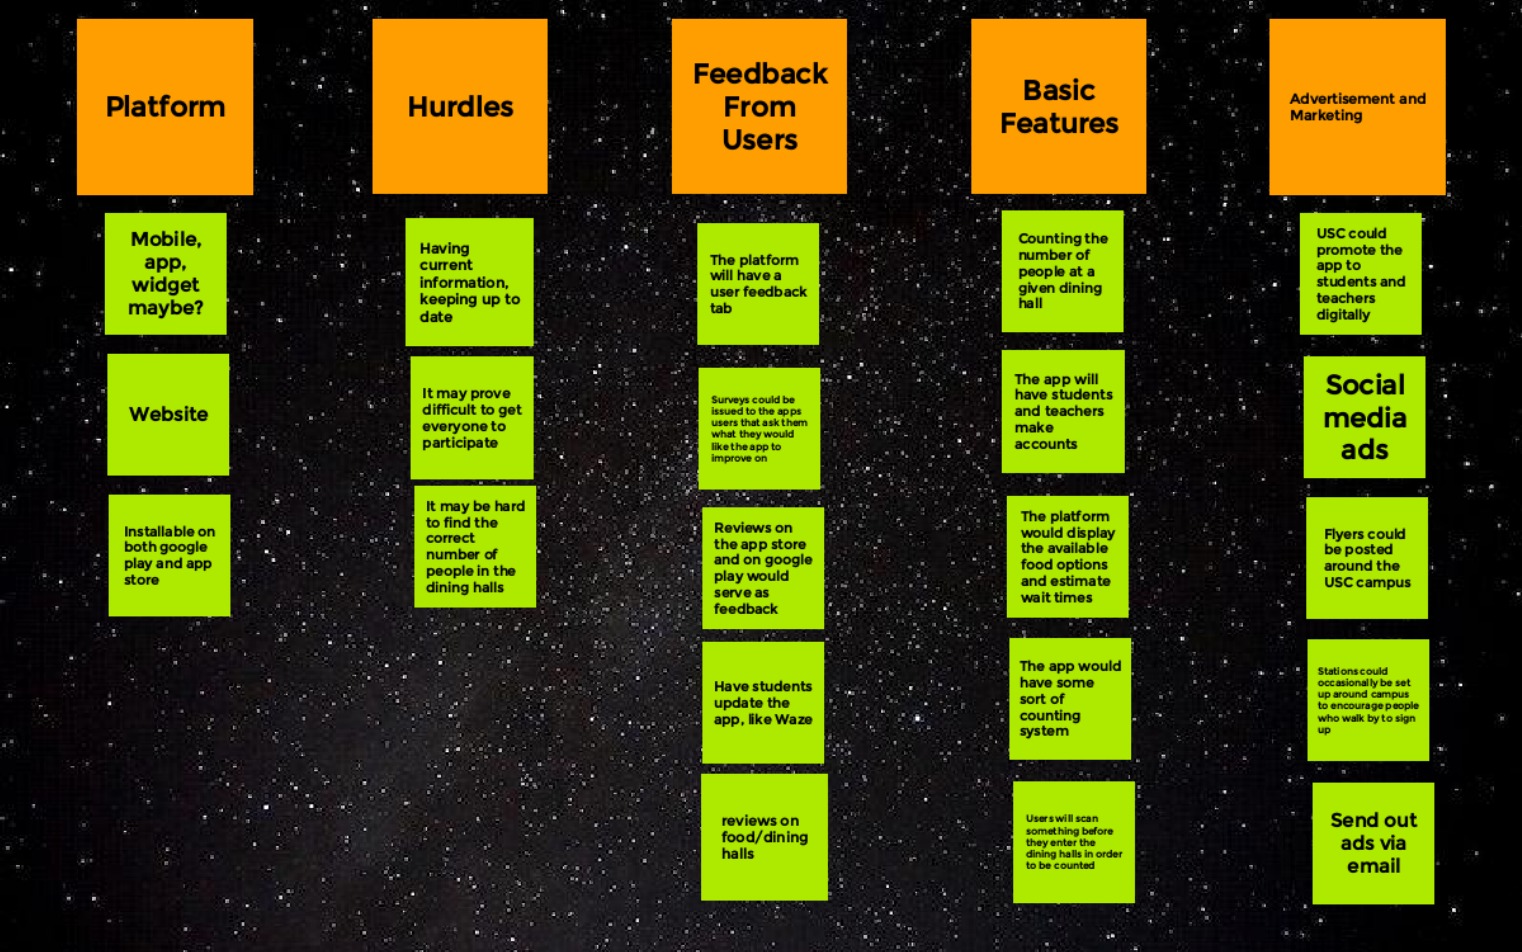 Platform
Mobile,
app,
widget
maybe?
Website
Installable on
both google
play and app
store
Hurdles
Having
current
information,
keeping up to
date
It may prove
difficult to get
everyone to
participate
It may be hard
to find the
correct
number of
people in the
dining halls
Feedback
From
Users
The platform
will have a
user feedback
tab
Surveys could be
issued to the apps
users that ask them
what they would
like the app to
improve on
Reviews on
the app store
and on google
play would
serve as
feedback
Have students
update the
app, like Waze
reviews on
food/dining
halls
Basic
Features
Counting the
number of
people at a
given dining
hall
The app will
have students
and teachers
make
accounts
The platform
would display
the available
food options
and estimate
wait times
The app would
have some
sort of
counting
system
Users will scan
something before
they enter the
dining halls in order
to be counted
Advertisement and
Marketing
USC could
promote the
app to
students and
teachers
digitally
Social
media
ads
Flyers could
be posted
around the
USC campus
Stations could
occasionally be set
up around campus
to encourage people
who walk by to sign
up
Send out
ads via
email